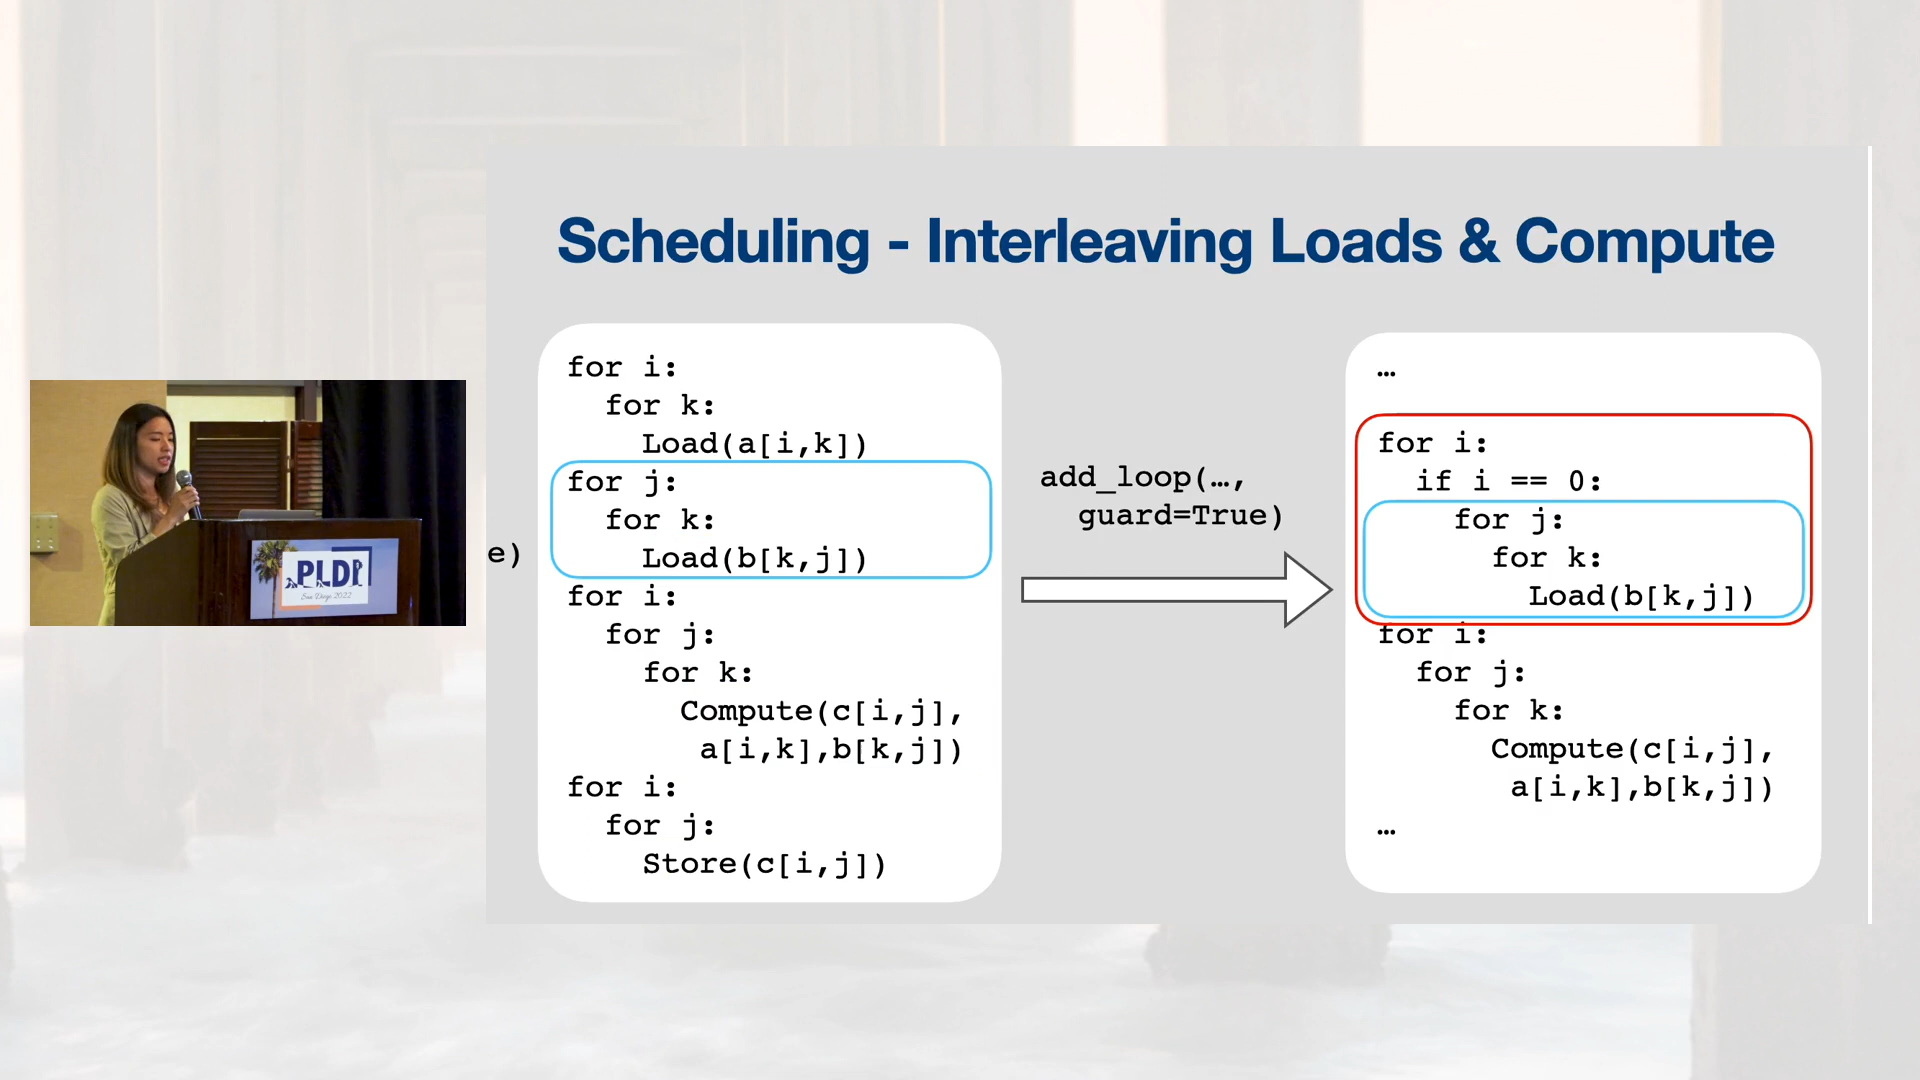 Scheduling - Interleaving Loads & Compute
for i:
for k:
Load(a[i,k])
for j:
for k:
Load(b[k,j])
for i:
for j:
for k:
Compute(c[i,j],
a[i,k],b[k,j])
for i:
for j:
Store(c[i,j])
e)
add_loop(…,
guard=True)
…
for i:
if i == 0:
for j:
for k:
Load(b[k,j])
for i:
for j:
for k:
Compute(c[i,j],
a[i,k],b[k,j])
…
PLDI
San Diego 2022